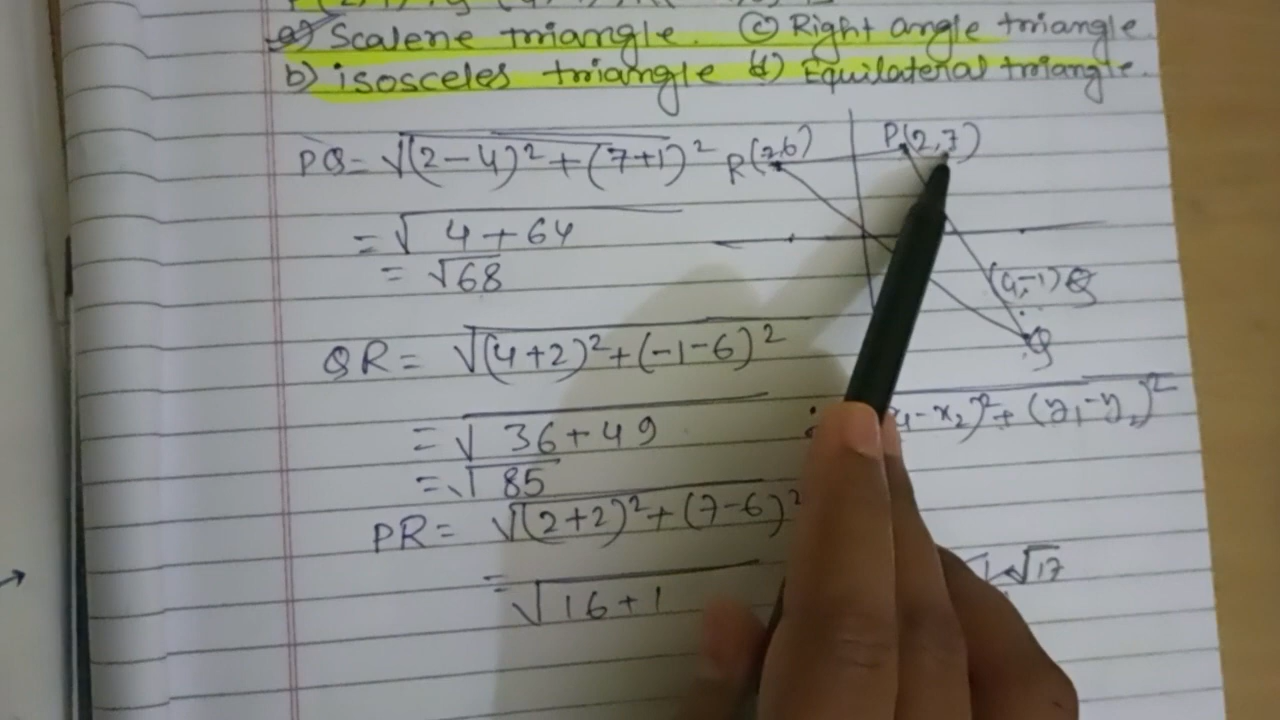 a) Scalene triangle. c) Right angle triangle
b) isosceles triangle d) Equilateral triangle.
PQ = √(2-4)² + (7+1)²
R(-2,6)
P(2,7)
= √4+64
= √68
(4,-1) Q
Q
QR = √(4+2)² + (-1-6)²
= √36+49
-x₂)² + (y₁-y₂)²
= √85
PR = √(2+2)² + (7-6)²
= √16+1
√17